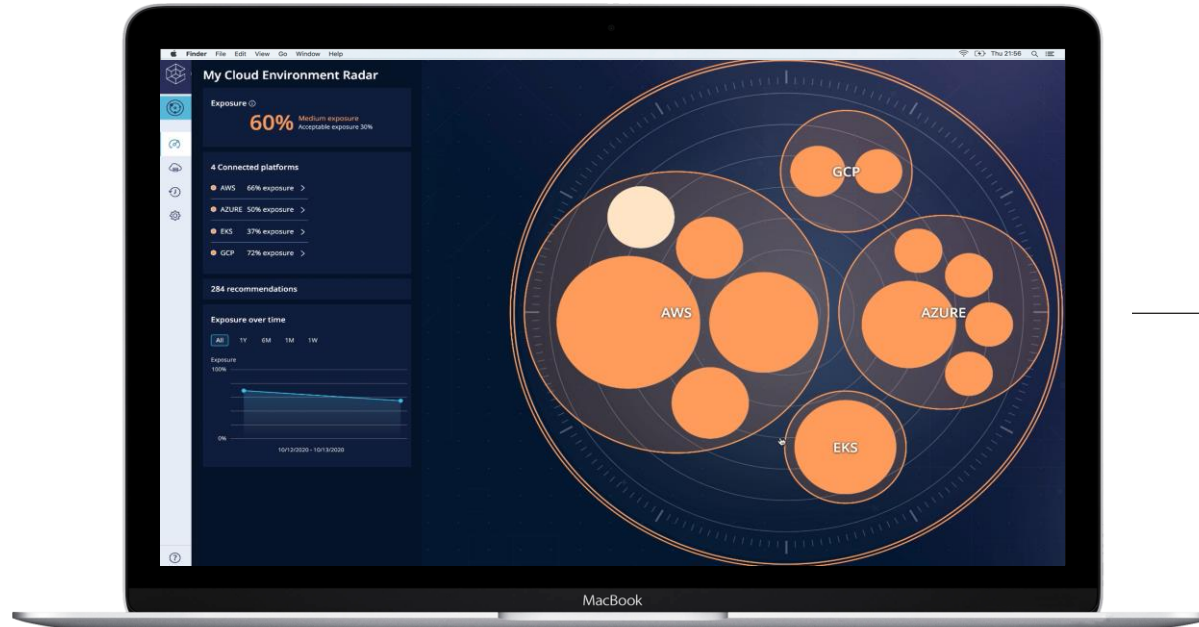 Finder File Edit View Go Window Help
Thu 21:56
My Cloud Environment Radar
Exposure
60% Medium exposure
Acceptable exposure 30%
4 Connected platforms
AWS 66% exposure >
AZURE 50% exposure >
EKS 37% exposure >
GCP 72% exposure >
284 recommendations
Exposure over time
All 1Y 6M 1M 1W
Exposure
100%
0%
10/12/2020 - 10/13/2020
GCP
AWS
AZURE
EKS
?
MacBook